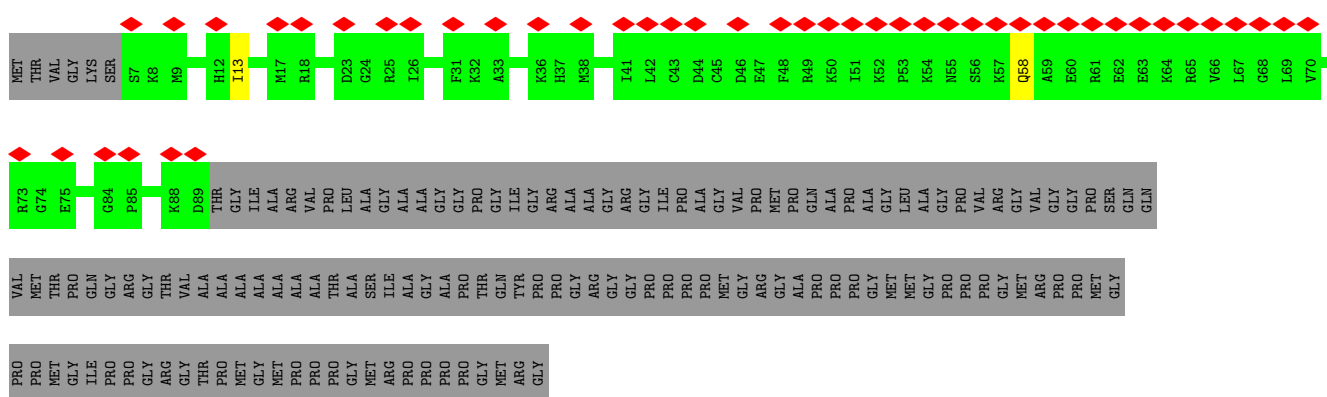 MET THR VAL GLY LYS SER S7 K8 M9 H12 I13 M17 R18 D23 G24 R25 I26 F31 K32 A33 K36 H37 M38 I41 L42 C43 D44 C45 D46 E47 F48 R49 K50 I51 K52 P53 K54 N55 S56 K57 Q58 A59 E60 R61 E62 E63 K64 R65 V66 L67 G68 L69 V70
R73 G74 E75 G84 P85 K88 D89 THR GLY ILE ALA ARG VAL PRO LEU ALA GLY ALA ALA GLY GLY PRO GLY ILE GLY ARG ALA ALA GLY ARG GLY ILE PRO ALA GLY VAL PRO MET PRO GLN ALA PRO ALA GLY LEU ALA GLY PRO VAL ARG GLY VAL GLY GLY PRO SER GLN GLN
VAL MET THR PRO GLN GLY ARG GLY THR VAL ALA ALA ALA ALA ALA ALA ALA THR ALA SER ILE ALA GLY ALA PRO THR GLN TYR PRO PRO GLY ARG GLY GLY PRO PRO PRO PRO MET GLY ARG GLY ALA PRO PRO PRO GLY MET MET GLY PRO PRO PRO GLY MET ARG PRO PRO MET GLY
PRO PRO MET GLY ILE PRO PRO GLY ARG GLY THR PRO MET GLY MET PRO PRO PRO GLY MET ARG PRO PRO PRO PRO GLY MET ARG GLY